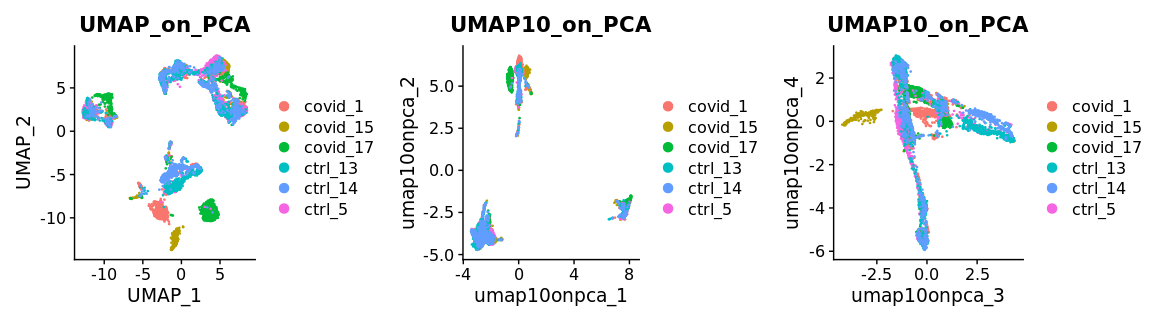 UMAP_on_PCA
UMAP_2
5
0
-5
-10
-10
-5
0
5
UMAP_1
covid_1
covid_15
covid_17
ctrl_13
ctrl_14
ctrl_5
UMAP10_on_PCA
umap10onpca_2
5.0
2.5
0.0
-2.5
-5.0
-4
0
4
8
umap10onpca_1
covid_1
covid_15
covid_17
ctrl_13
ctrl_14
ctrl_5
UMAP10_on_PCA
umap10onpca_4
2
0
-2
-4
-6
-2.5
0.0
2.5
umap10onpca_3
covid_1
covid_15
covid_17
ctrl_13
ctrl_14
ctrl_5